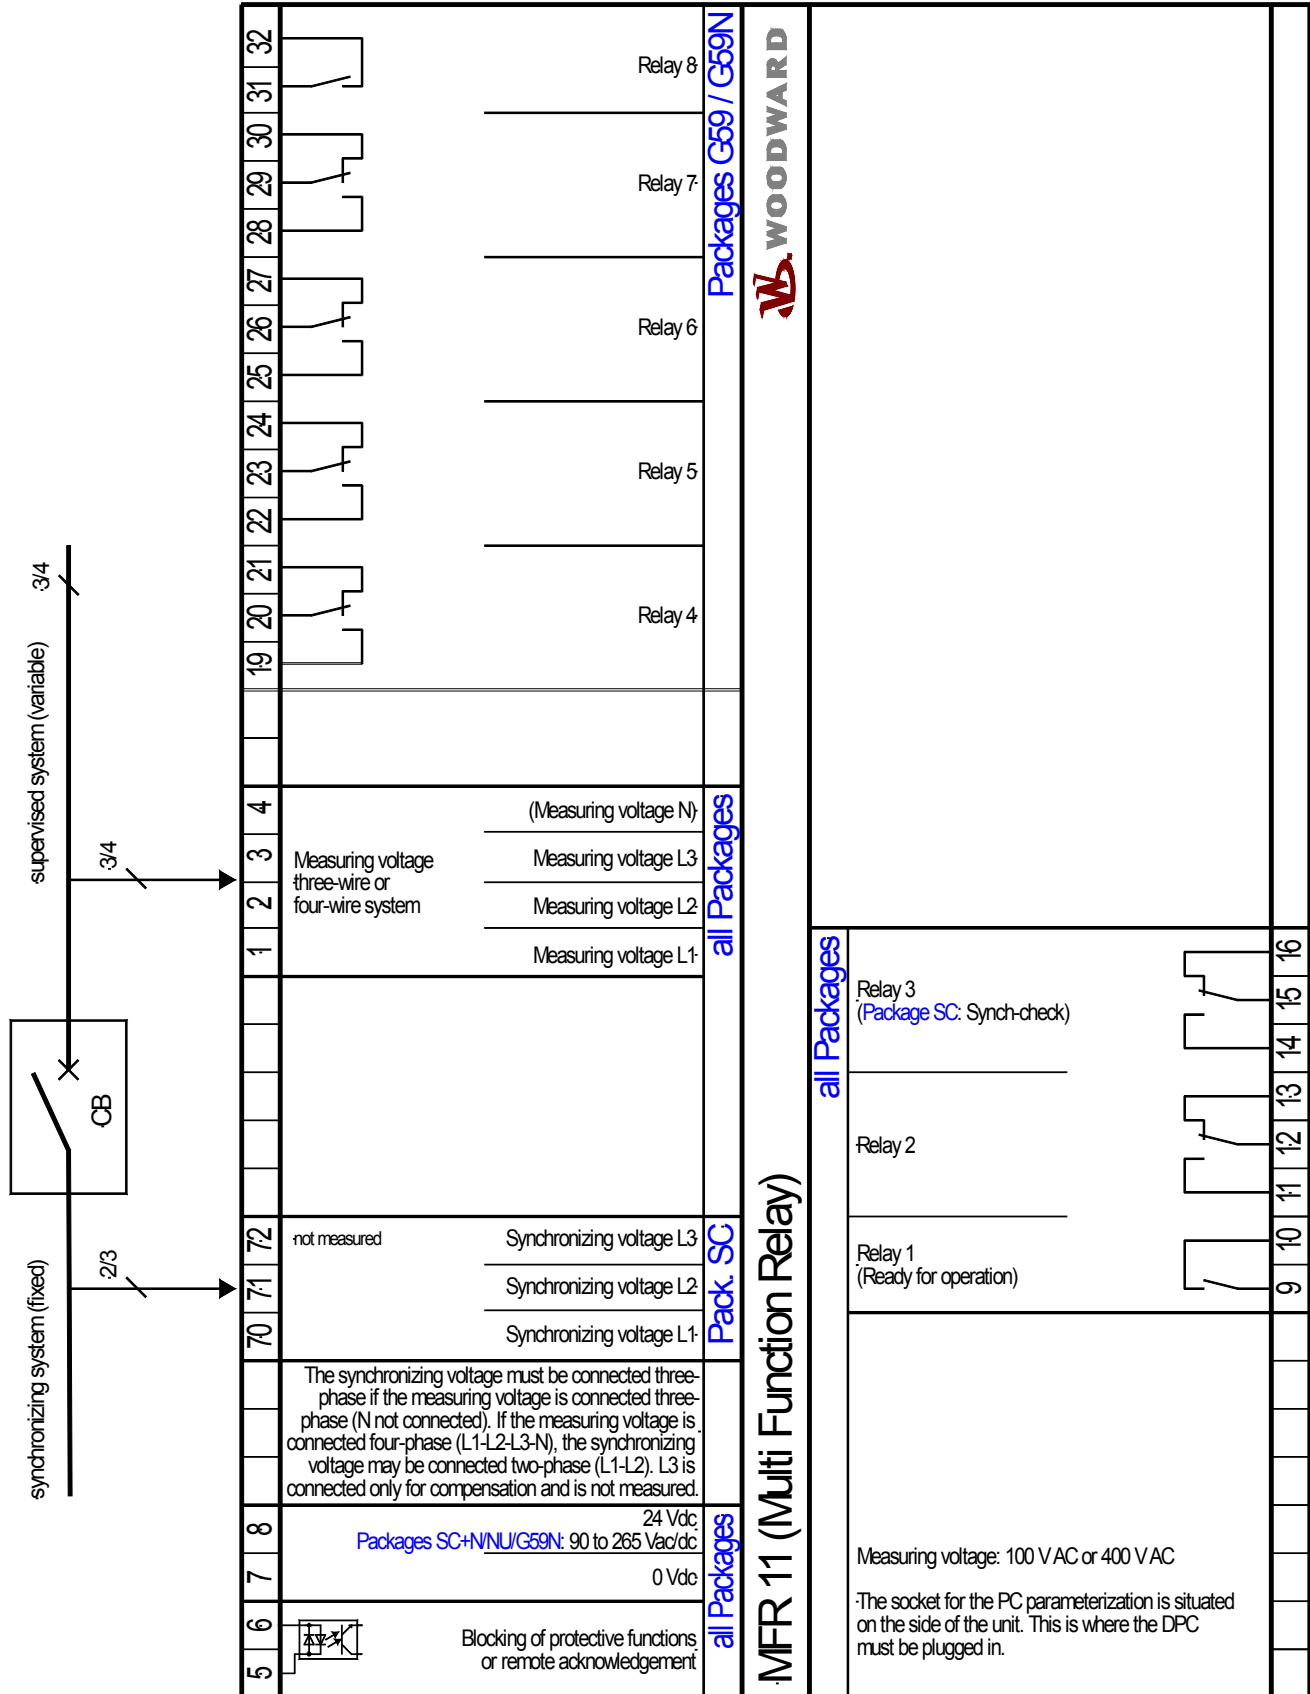 32
31
30
29
28
27
26
25
24
23
22
21
20
19
4
3
2
1
72
71
70
8
7
6
5
Relay 8
Relay 7
Relay 6
Relay 5
Relay 4
Packages G59 / G59N
WOODWARD
3/4
supervised system (variable)
3/4
CB
2/3
synchronizing system (fixed)
Measuring voltage
three-wire or
four-wire system
(Measuring voltage N)
Measuring voltage L3
Measuring voltage L2
Measuring voltage L1
all Packages
not measured
Synchronizing voltage L3
Synchronizing voltage L2
Synchronizing voltage L1
Pack. SC
The synchronizing voltage must be connected three-
phase if the measuring voltage is connected three-
phase (N not connected). If the measuring voltage is
connected four-phase (L1-L2-L3-N), the synchronizing
voltage may be connected two-phase (L1-L2). L3 is
connected only for compensation and is not measured.
24 Vdc
Packages SC+N/NU/G59N: 90 to 265 Vac/dc
0 Vdc
Blocking of protective functions
or remote acknowledgement
all Packages
MFR 11 (Multi Function Relay)
all Packages
Relay 3
(Package SC: Synch-check)
Relay 2
Relay 1
(Ready for operation)
16
15
14
13
12
11
10
9
Measuring voltage: 100 V AC or 400 V AC
The socket for the PC parameterization is situated
on the side of the unit. This is where the DPC
must be plugged in.